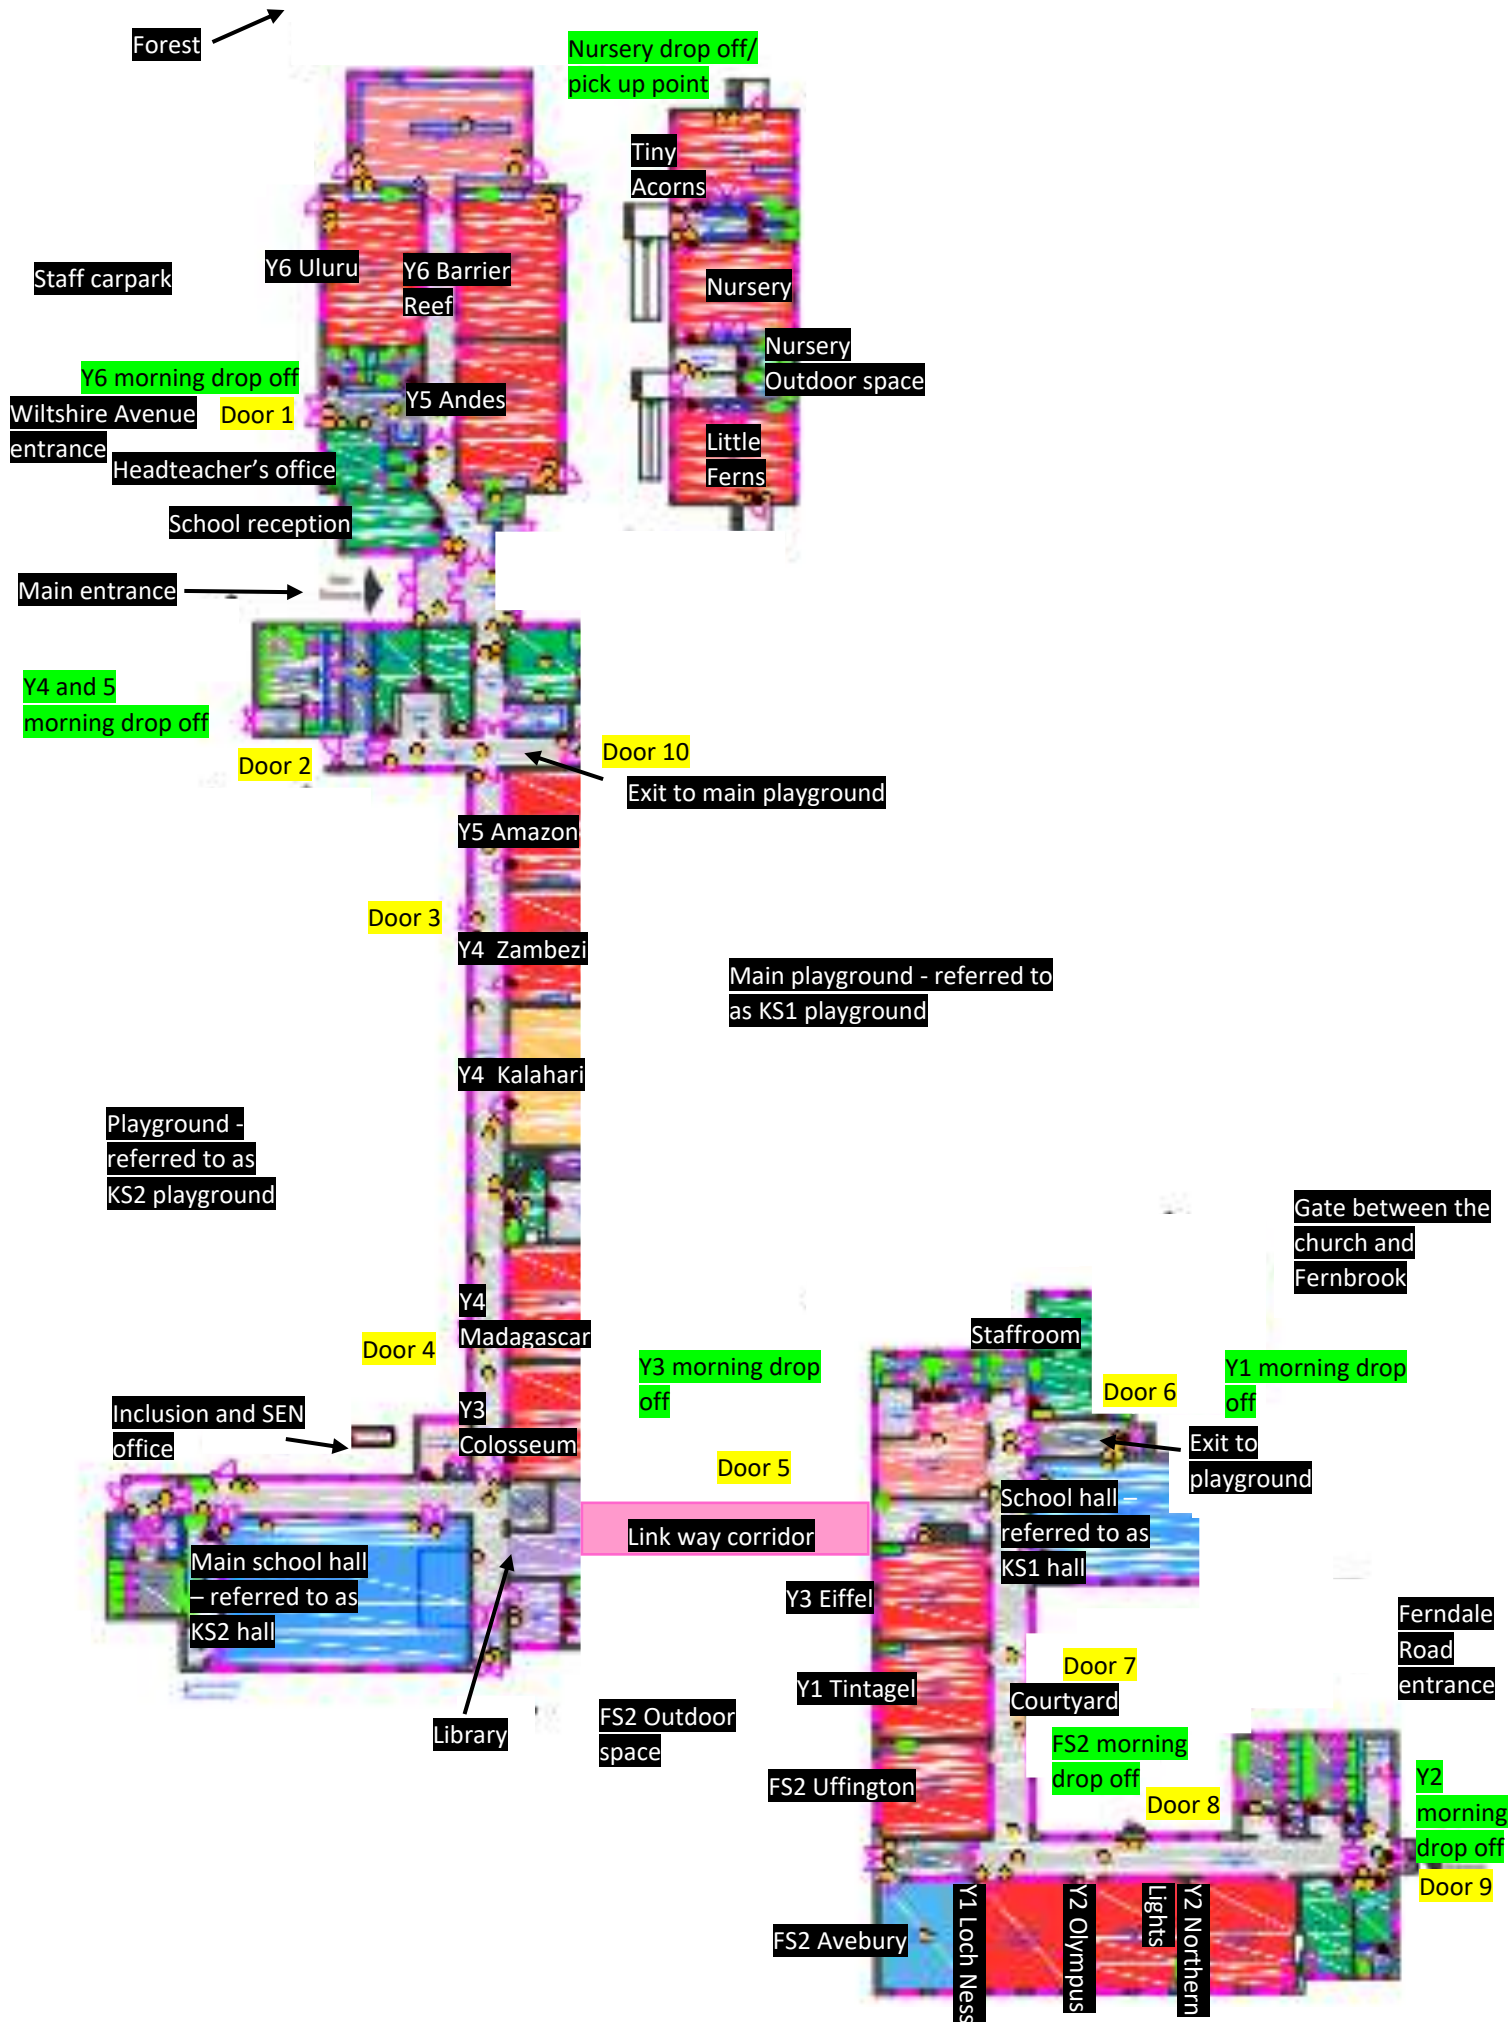 Forest
Nursery drop off/
pick up point
Tiny
Acorns
Y6 Uluru
Y6 Barrier
Reef
Staff carpark
Nursery
Nursery
Outdoor space
Y6 morning drop off
Y5 Andes
Wiltshire Avenue
entrance
Door 1
Headteacher’s office
Little
Ferns
School reception
Main entrance
Y4 and 5
morning drop off
Door 2
Door 10
Exit to main playground
Y5 Amazon
Door 3
Y4 Zambezi
Main playground - referred to
as KS1 playground
Y4 Kalahari
Playground -
referred to as
KS2 playground
Gate between the
church and
Fernbrook
Y4
Madagascar
Door 4
Staffroom
Y3 morning drop
off
Door 6
Y1 morning drop
off
Inclusion and SEN
office
Y3
Colosseum
Exit to
playground
Door 5
School hall –
referred to as
KS1 hall
Link way corridor
Main school hall
– referred to as
KS2 hall
Y3 Eiffel
Ferndale
Road
entrance
Door 7
Y1 Tintagel
Courtyard
Library
FS2 Outdoor
space
FS2 morning
drop off
FS2 Uffington
Door 8
Y2
morning
drop off
Door 9
FS2 Avebury
Y1 Loch Ness
Y2 Olympus
Y2 Northern
Lights